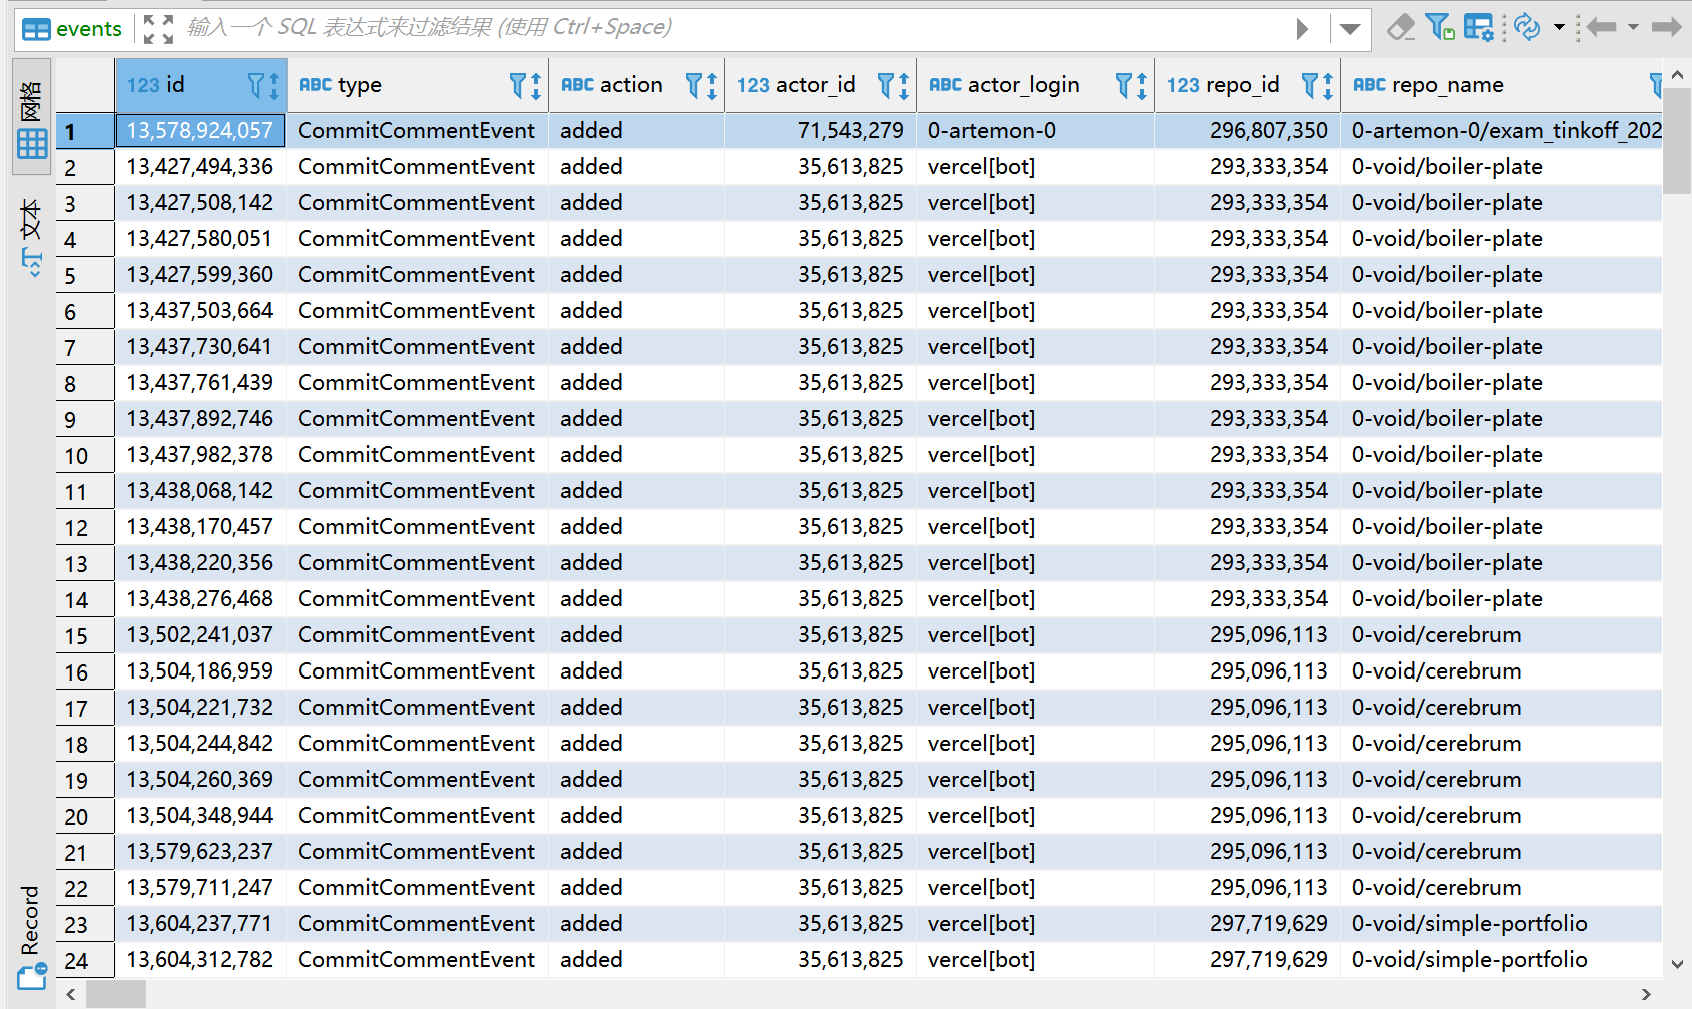 events 输入一个 SQL 表达式来过滤结果 (使用 Ctrl+Space)
网格
文本
Record
123 id ABC type ABC action 123 actor_id ABC actor_login 123 repo_id ABC repo_name
1 13,578,924,057 CommitCommentEvent added 71,543,279 0-artemon-0 296,807,350 0-artemon-0/exam_tinkoff_202
2 13,427,494,336 CommitCommentEvent added 35,613,825 vercel[bot] 293,333,354 0-void/boiler-plate
3 13,427,508,142 CommitCommentEvent added 35,613,825 vercel[bot] 293,333,354 0-void/boiler-plate
4 13,427,580,051 CommitCommentEvent added 35,613,825 vercel[bot] 293,333,354 0-void/boiler-plate
5 13,427,599,360 CommitCommentEvent added 35,613,825 vercel[bot] 293,333,354 0-void/boiler-plate
6 13,437,503,664 CommitCommentEvent added 35,613,825 vercel[bot] 293,333,354 0-void/boiler-plate
7 13,437,730,641 CommitCommentEvent added 35,613,825 vercel[bot] 293,333,354 0-void/boiler-plate
8 13,437,761,439 CommitCommentEvent added 35,613,825 vercel[bot] 293,333,354 0-void/boiler-plate
9 13,437,892,746 CommitCommentEvent added 35,613,825 vercel[bot] 293,333,354 0-void/boiler-plate
10 13,437,982,378 CommitCommentEvent added 35,613,825 vercel[bot] 293,333,354 0-void/boiler-plate
11 13,438,068,142 CommitCommentEvent added 35,613,825 vercel[bot] 293,333,354 0-void/boiler-plate
12 13,438,170,457 CommitCommentEvent added 35,613,825 vercel[bot] 293,333,354 0-void/boiler-plate
13 13,438,220,356 CommitCommentEvent added 35,613,825 vercel[bot] 293,333,354 0-void/boiler-plate
14 13,438,276,468 CommitCommentEvent added 35,613,825 vercel[bot] 293,333,354 0-void/boiler-plate
15 13,502,241,037 CommitCommentEvent added 35,613,825 vercel[bot] 295,096,113 0-void/cerebrum
16 13,504,186,959 CommitCommentEvent added 35,613,825 vercel[bot] 295,096,113 0-void/cerebrum
17 13,504,221,732 CommitCommentEvent added 35,613,825 vercel[bot] 295,096,113 0-void/cerebrum
18 13,504,244,842 CommitCommentEvent added 35,613,825 vercel[bot] 295,096,113 0-void/cerebrum
19 13,504,260,369 CommitCommentEvent added 35,613,825 vercel[bot] 295,096,113 0-void/cerebrum
20 13,504,348,944 CommitCommentEvent added 35,613,825 vercel[bot] 295,096,113 0-void/cerebrum
21 13,579,623,237 CommitCommentEvent added 35,613,825 vercel[bot] 295,096,113 0-void/cerebrum
22 13,579,711,247 CommitCommentEvent added 35,613,825 vercel[bot] 295,096,113 0-void/cerebrum
23 13,604,237,771 CommitCommentEvent added 35,613,825 vercel[bot] 297,719,629 0-void/simple-portfolio
24 13,604,312,782 CommitCommentEvent added 35,613,825 vercel[bot] 297,719,629 0-void/simple-portfolio